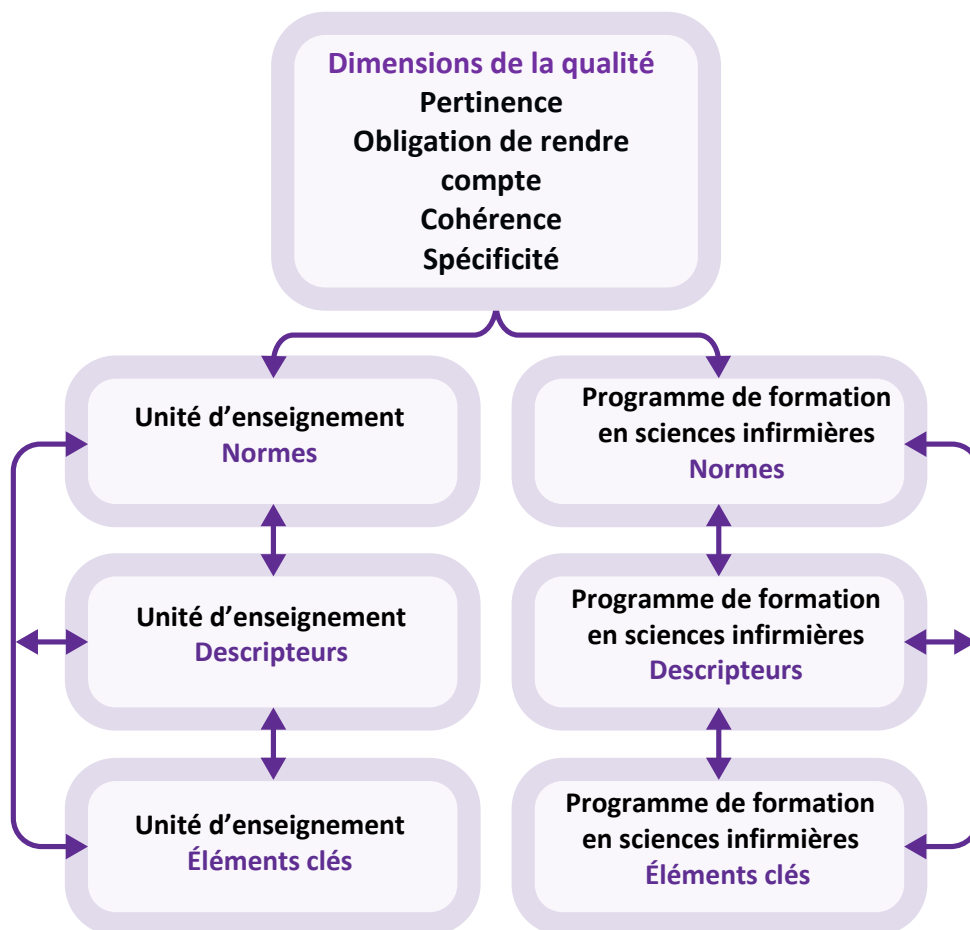 Dimensions de la qualité
Pertinence
Obligation de rendre
compte
Cohérence
Spécificité
Unité d’enseignement
Normes
Programme de formation
en sciences infirmières
Normes
Unité d’enseignement
Descripteurs
Programme de formation
en sciences infirmières
Descripteurs
Unité d’enseignement
Éléments clés
Programme de formation
en sciences infirmières
Éléments clés